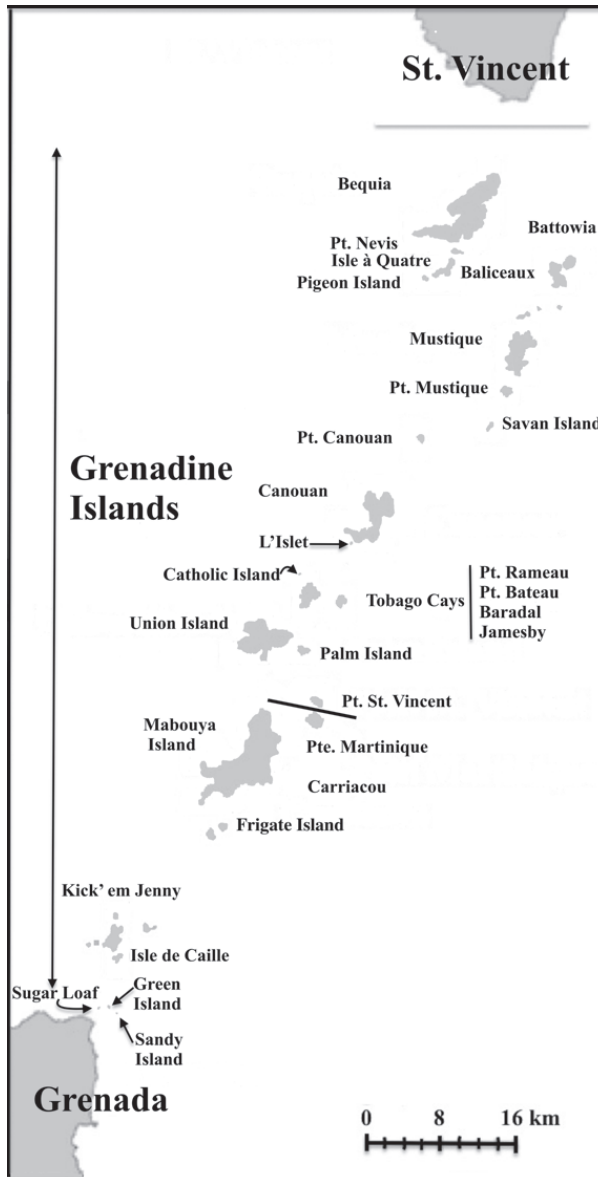 St. Vincent
Bequia
Battowia
Pt. Nevis
Isle à Quatre
Baliceaux
Pigeon Island
Mustique
Pt. Mustique
Savan Island
Pt. Canouan
Grenadine
Islands
Canouan
L'Islet
Catholic Island
Tobago Cays
Pt. Rameau
Pt. Bateau
Baradal
Jamesby
Union Island
Palm Island
Pt. St. Vincent
Mabouya
Island
Pte. Martinique
Carriacou
Frigate Island
Kick' em Jenny
Isle de Caille
Sugar Loaf
Green
Island
Sandy
Island
Grenada
0 8 16 km